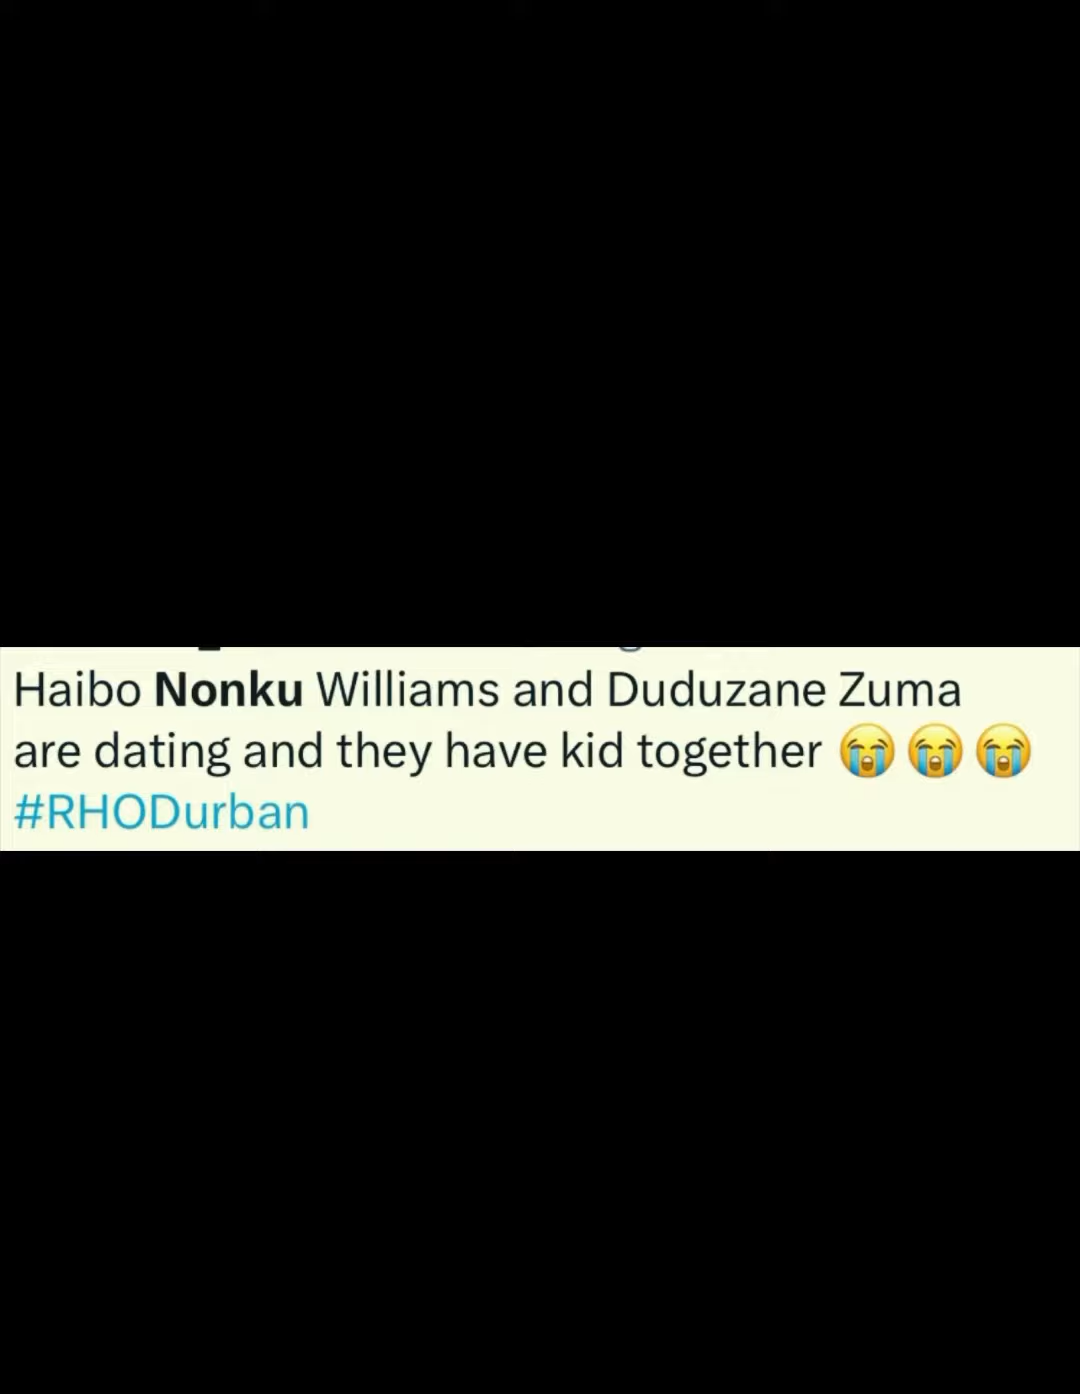 Haibo Nonku Williams and Duduzane Zuma
are dating and they have kid together 😭😭😭
#RHODurban